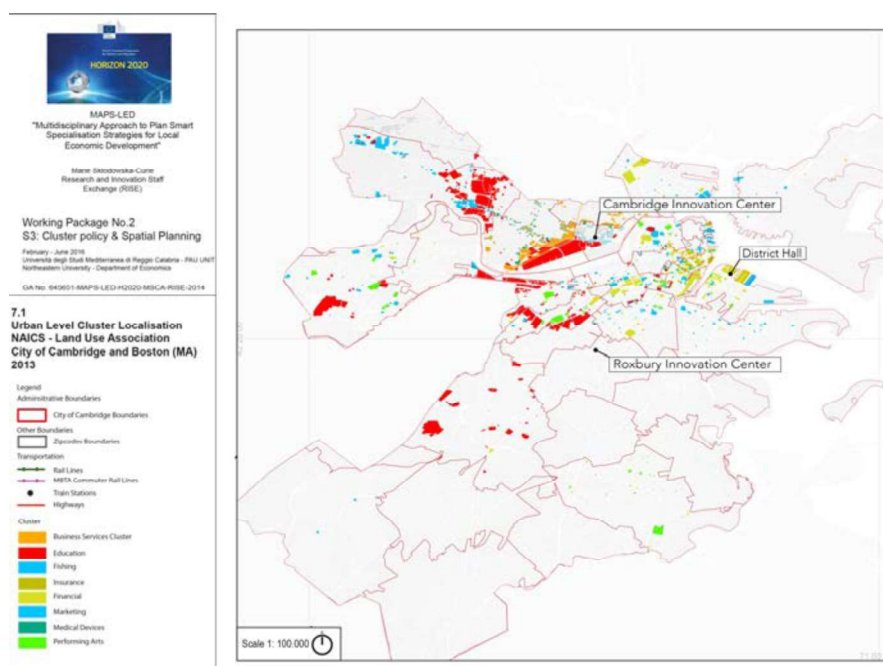 HORIZON 2020
MAPS-LED
"Multidisciplinary Approach to Plan Smart
Specialisation Strategies for Local
Economic Development"
Marie Sklodowska-Curie
Research and Innovation Staff
Exchange (RISE)
Working Package No.2
S3: Cluster policy & Spatial Planning
February - June 2016
Università degli Studi Mediterranea di Reggio Calabria - PAU UNIT
Northeastern University - Department of Economics
GA No: 645651-MAPS-LED-H2020-MSCA-RISE-2014
7.1
Urban Level Cluster Localisation
NAICS - Land Use Association
City of Cambridge and Boston (MA)
2013
Legend
Administrative Boundaries
City of Cambridge Boundaries
Other Boundaries
Zipcodes Boundaries
Transportation
Rail Lines
MBTA Commuter Rail Lines
Train Stations
Highways
Cluster
Business Services Cluster
Education
Fishing
Insurance
Financial
Marketing
Medical Devices
Performing Arts
Cambridge Innovation Center
District Hall
Roxbury Innovation Center
Scale 1: 100.000